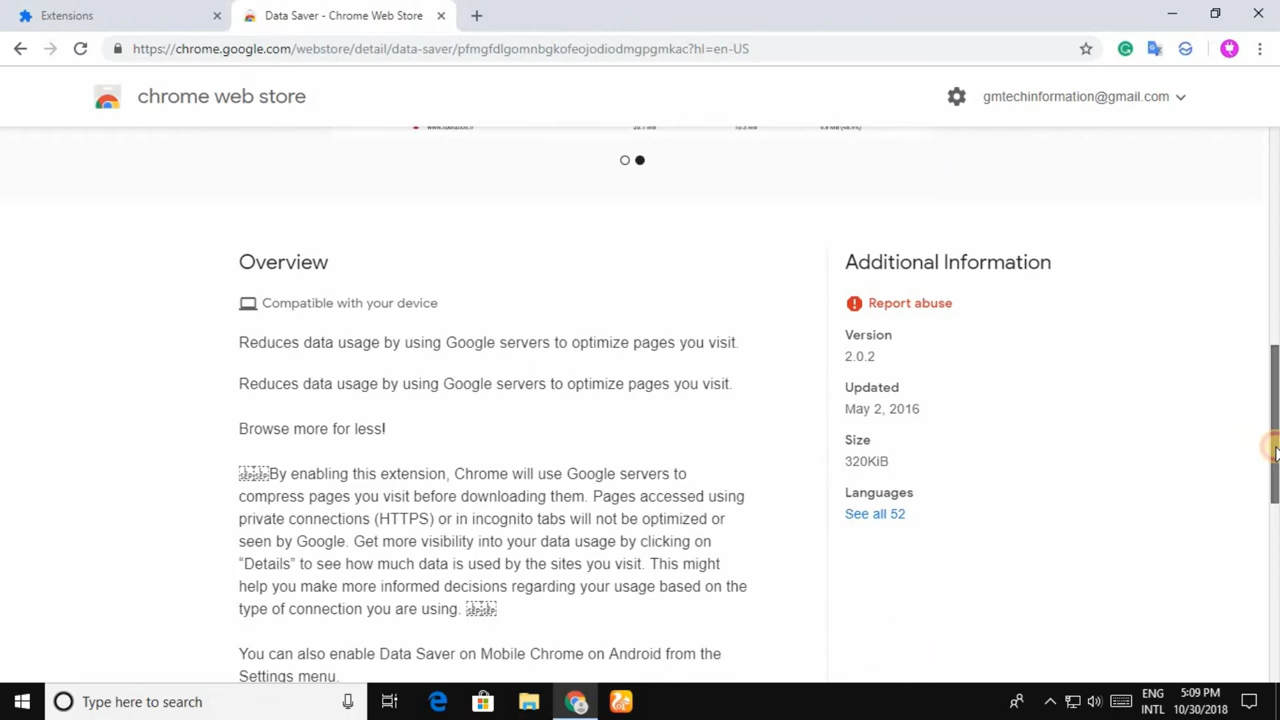 Extensions
Data Saver - Chrome Web Store
https://chrome.google.com/webstore/detail/data-saver/pfmgfdlgomnbgkofeojodiodmgpgmkac?hl=en-US
chrome web store
gmtechinformation@gmail.com
Overview
Compatible with your device
Reduces data usage by using Google servers to optimize pages you visit.
Reduces data usage by using Google servers to optimize pages you visit.
Browse more for less!
By enabling this extension, Chrome will use Google servers to
compress pages you visit before downloading them. Pages accessed using
private connections (HTTPS) or in incognito tabs will not be optimized or
seen by Google. Get more visibility into your data usage by clicking on
“Details” to see how much data is used by the sites you visit. This might
help you make more informed decisions regarding your usage based on the
type of connection you are using.
You can also enable Data Saver on Mobile Chrome on Android from the
Settings menu.
Additional Information
Report abuse
Version
2.0.2
Updated
May 2, 2016
Size
320KiB
Languages
See all 52
Type here to search
ENG
INTL
5:09 PM
10/30/2018